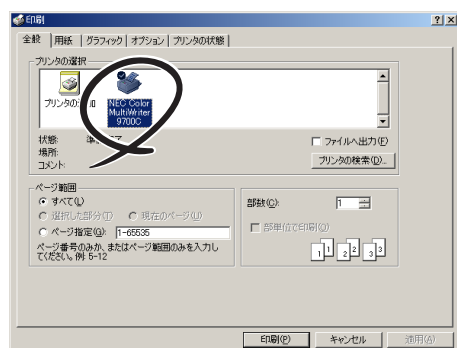 印刷
全般 用紙 グラフィック オプション プリンタの状態
プリンタの選択
プリンタの
NEC Color
MultiWriter
9700C
状態:
場所:
コメント:
ファイルへ出力(F)
プリンタの検索(D)...
ページ範囲
すべて(L)
選択した部分(T) 現在のページ(U)
ページ指定(G): 1-65535
ページ番号のみか、またはページ範囲のみを入力し
てください。例: 5-12
部数(C): 1
部単位で印刷(O)
1 1 2 2 3 3
印刷(P) キャンセル 適用(A)